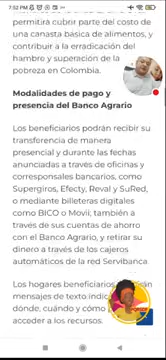 7:52 PM
permitirá cubrir parte del costo de
una canasta básica de alimentos, y
contribuir a la erradicación del
hambre y superación de la
pobreza en Colombia.
Modalidades de pago y
presencia del Banco Agrario
Los beneficiarios podrán recibir su
transferencia de manera
presencial y durante las fechas
anunciadas a través de oficinas y
corresponsales bancarios, como
Supergiros, Efecty, Reval y SuRed,
o mediante billeteras digitales
como BICO o Movii; también a
través de sus cuentas de ahorro
con el Banco Agrario, y retirar su
dinero a través de los cajeros
automáticos de la red Servibanca.
Los hogares beneficiarios
mensajes de texto
dónde, cuándo y cómo
acceder a los recursos.